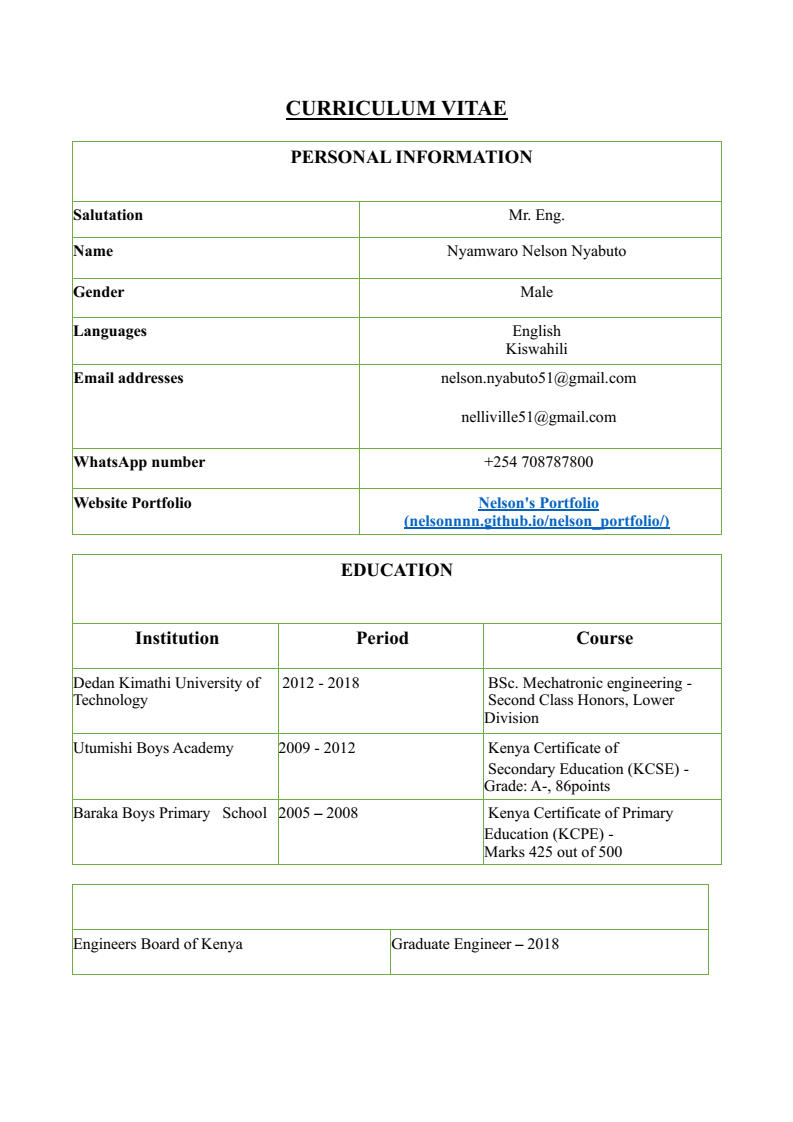 CURRICULUM VITAE
PERSONAL INFORMATION
Salutation
Mr. Eng.
Name
Nyamwaro Nelson Nyabuto
Gender
Male
Languages
English
Kiswahili
Email addresses
nelson.nyabuto51@gmail.com
nelliville51@gmail.com
WhatsApp number
+254 708787800
Website Portfolio
Nelson's Portfolio
(nelsonnnn.github.io/nelson_portfolio/)
EDUCATION
Institution
Period
Course
Dedan Kimathi University of
Technology
2012 - 2018
BSc. Mechatronic engineering -
Second Class Honors, Lower
Division
Utumishi Boys Academy
2009 - 2012
Kenya Certificate of
Secondary Education (KCSE) -
Grade: A-, 86points
Baraka Boys Primary School
2005 – 2008
Kenya Certificate of Primary
Education (KCPE) -
Marks 425 out of 500
Engineers Board of Kenya
Graduate Engineer – 2018